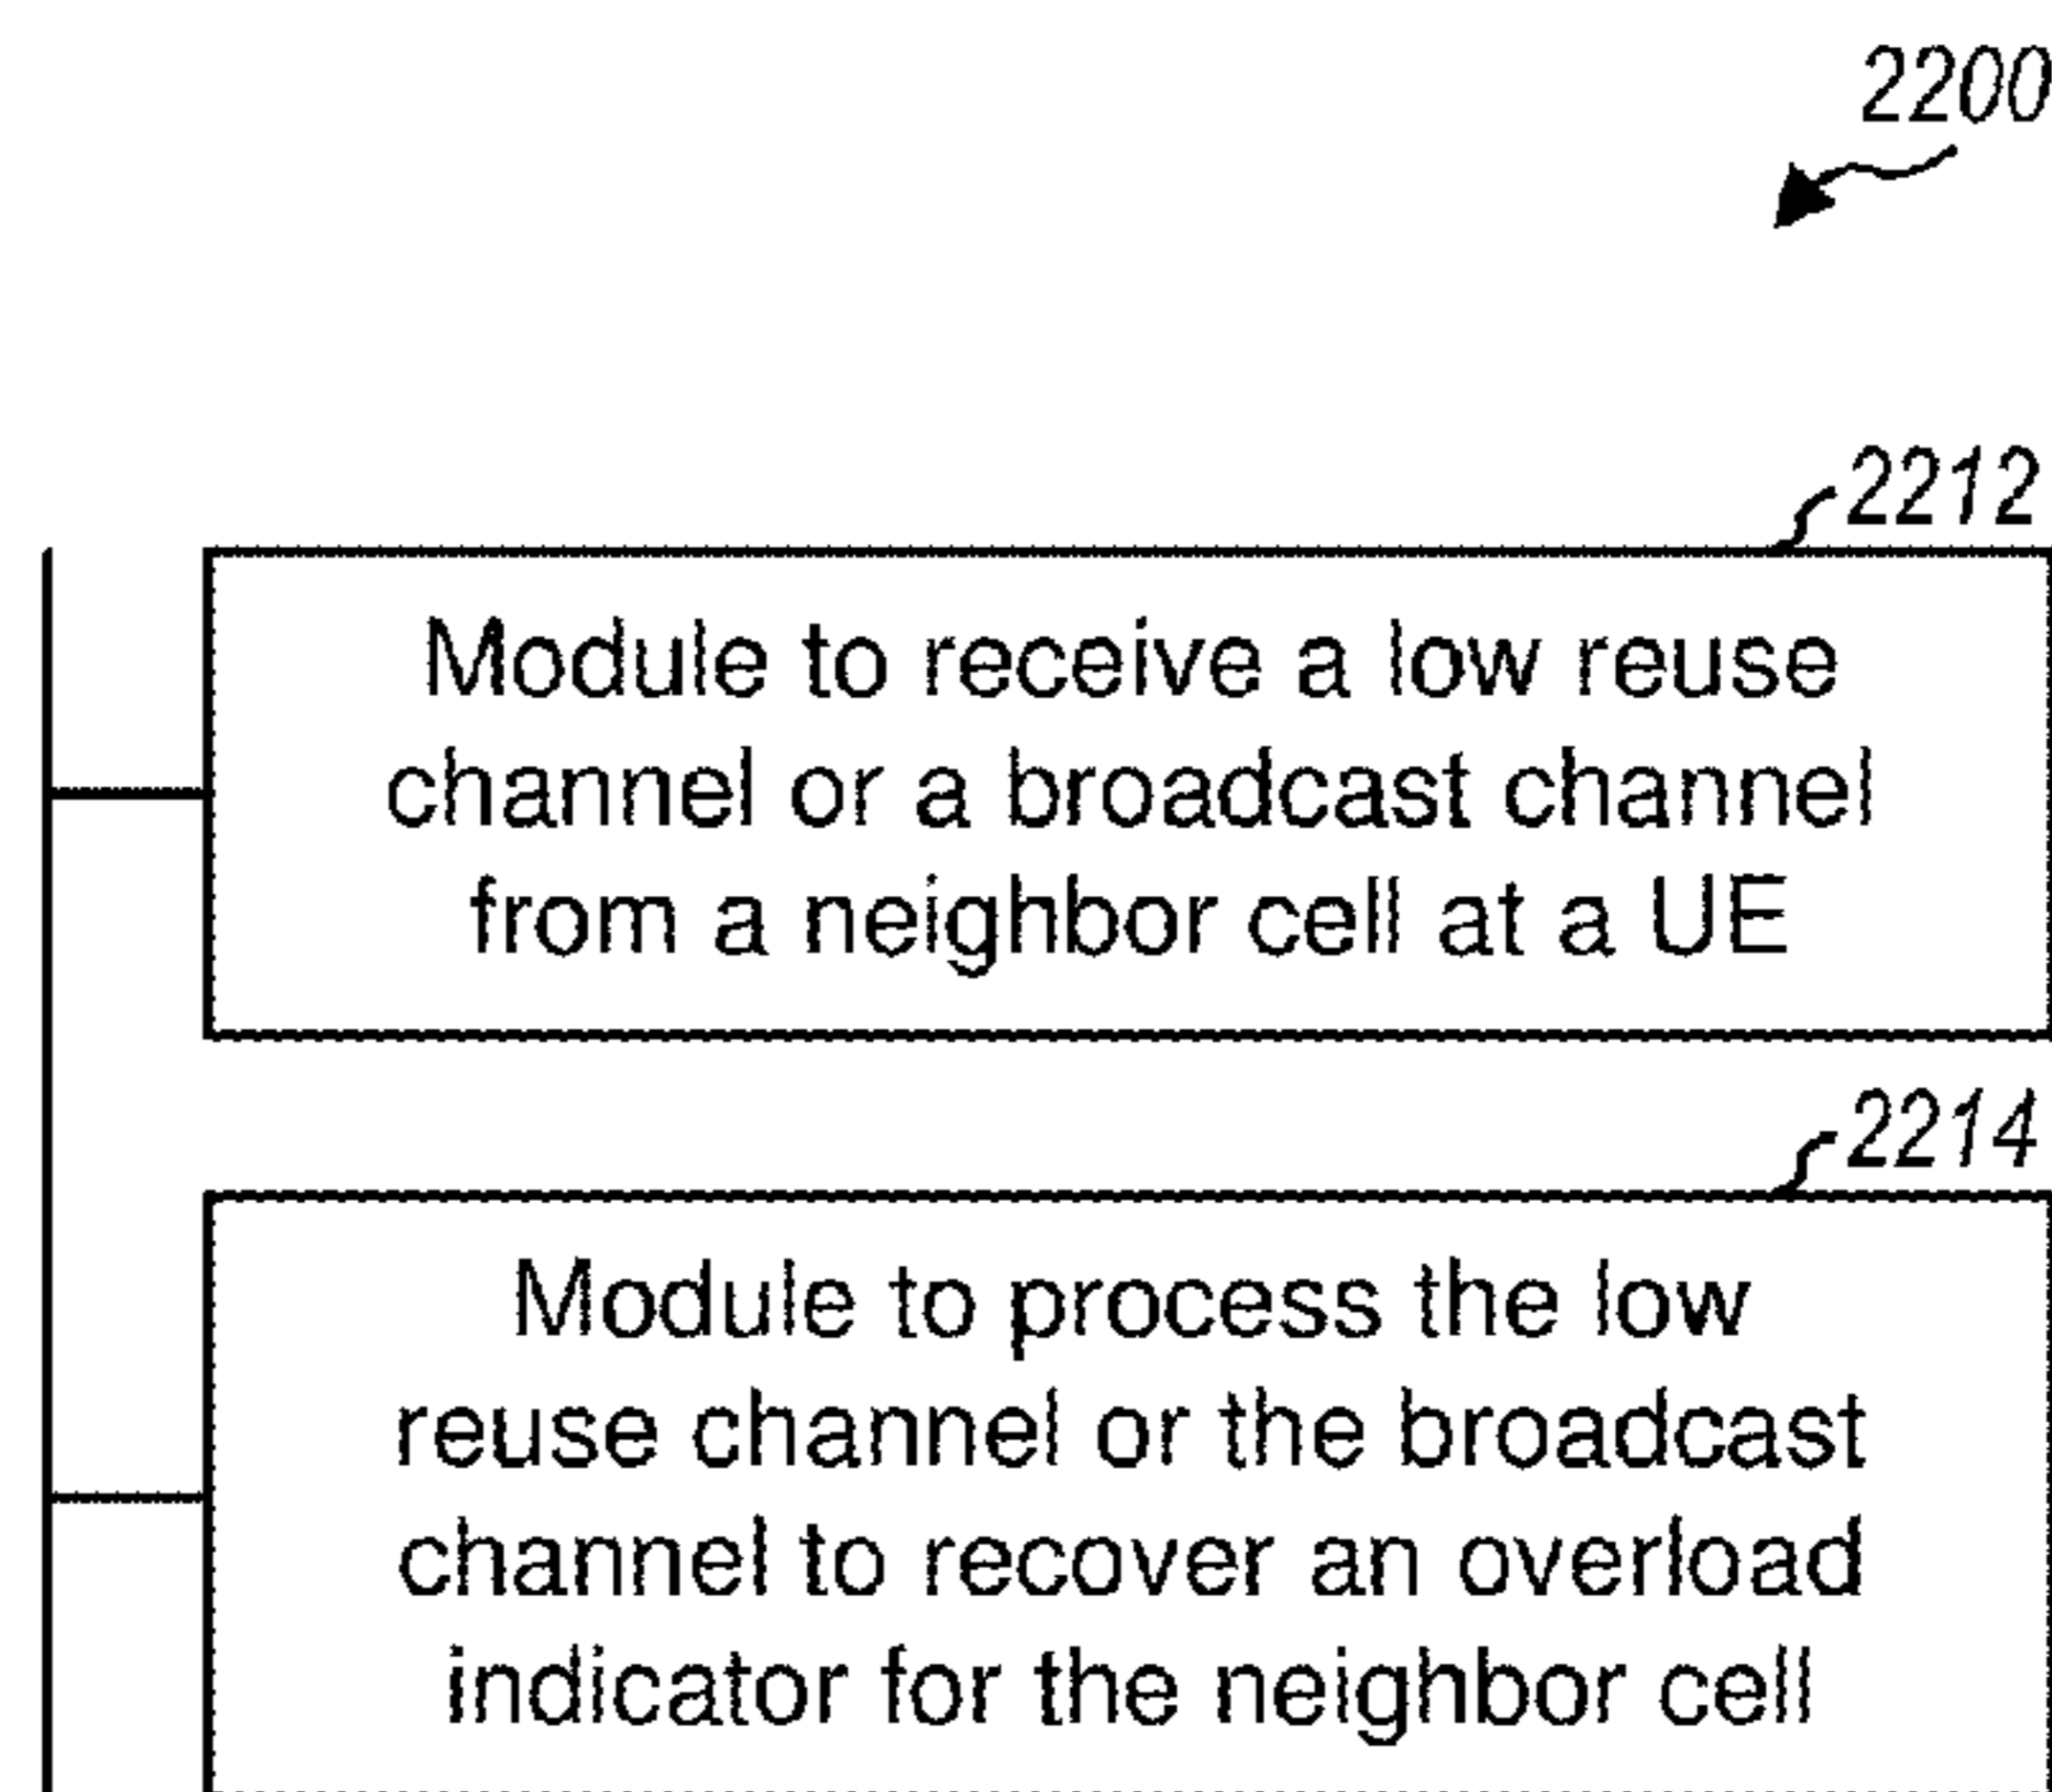 2200
2212
Module to receive a low reuse
channel or a broadcast channel
from a neighbor cell at a UE
2214
Module to process the low
reuse channel or the broadcast
channel to recover an overload
indicator for the neighbor cell